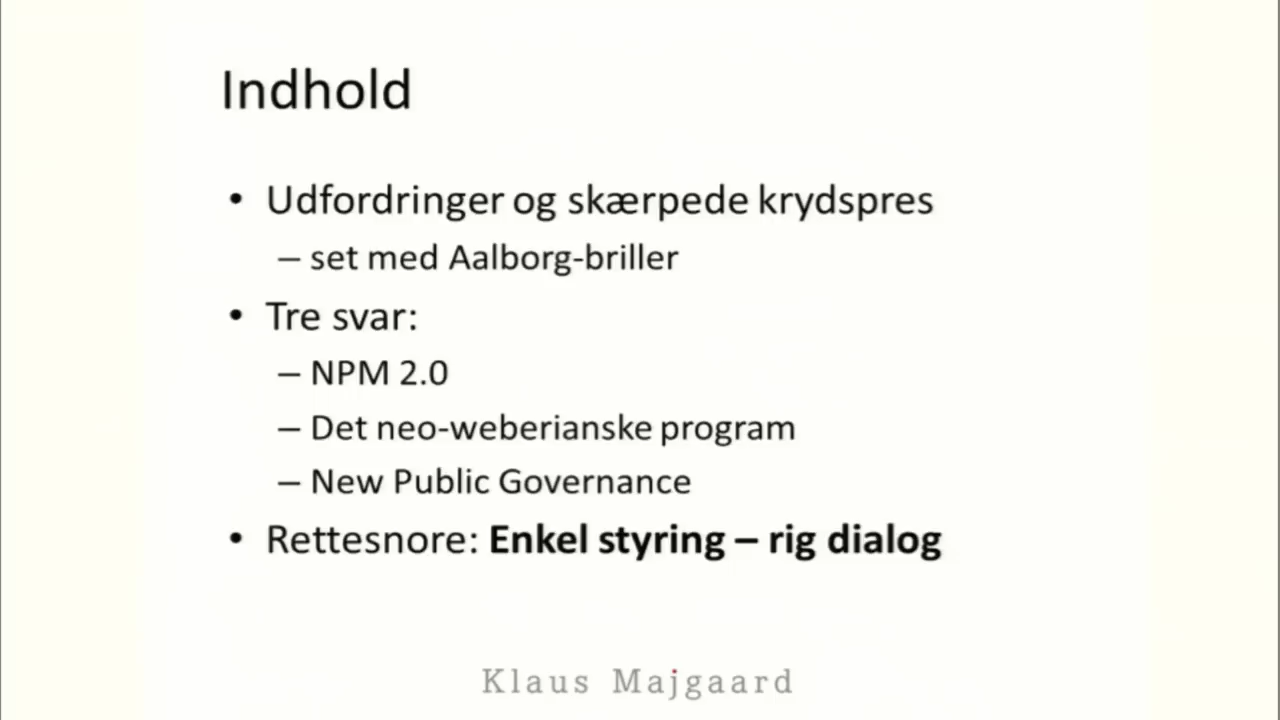 Indhold
• Udfordringer og skærpede krydspres
– set med Aalborg-briller
• Tre svar:
– NPM 2.0
– Det neo-weberianske program
– New Public Governance
• Rettesnore: Enkel styring – rig dialog
Klaus Majgaard